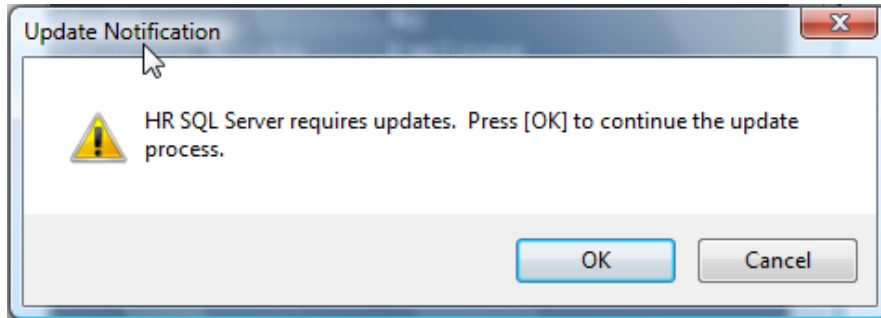 Update Notification
HR SQL Server requires updates.  Press [OK] to continue the update
process.
OK
Cancel